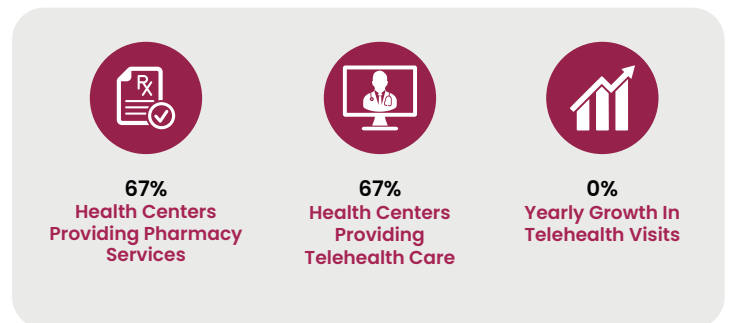 Rx
67%
Health Centers
Providing Pharmacy
Services
67%
Health Centers
Providing
Telehealth Care
0%
Yearly Growth In
Telehealth Visits